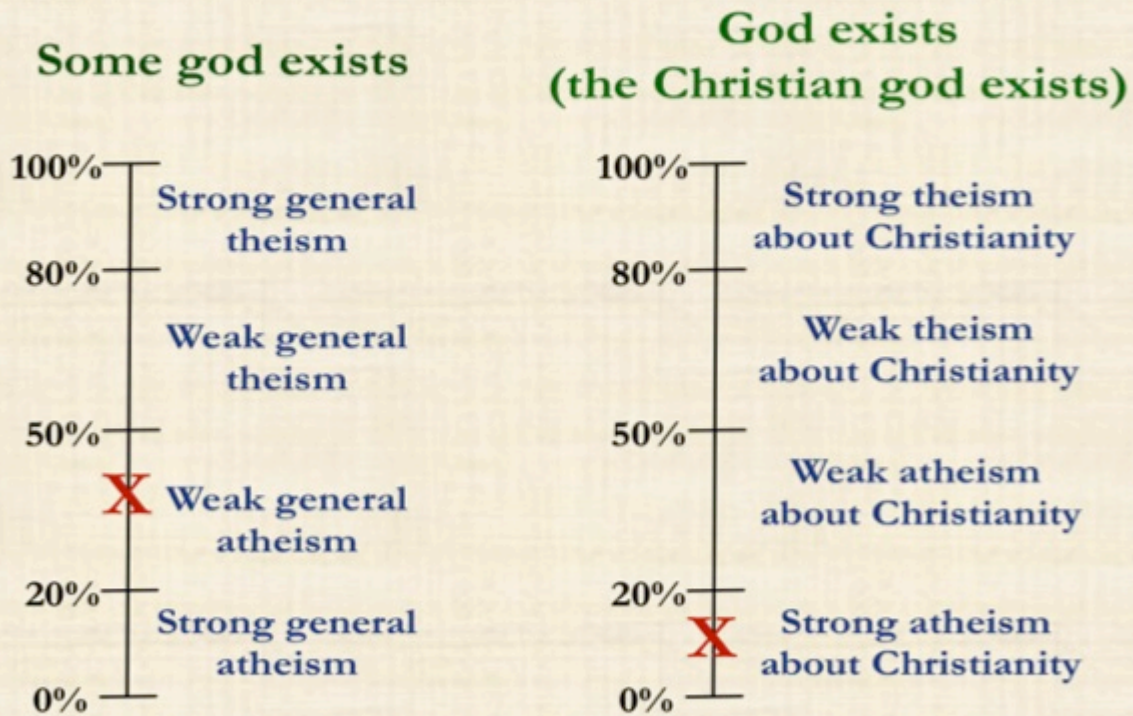 Some god exists
100%
Strong general
theism
80%
Weak general
theism
50%
X
Weak general
atheism
20%
Strong general
atheism
0%
God exists
(the Christian god exists)
100%
Strong theism
about Christianity
80%
Weak theism
about Christianity
50%
Weak atheism
about Christianity
20%
X
Strong atheism
about Christianity
0%